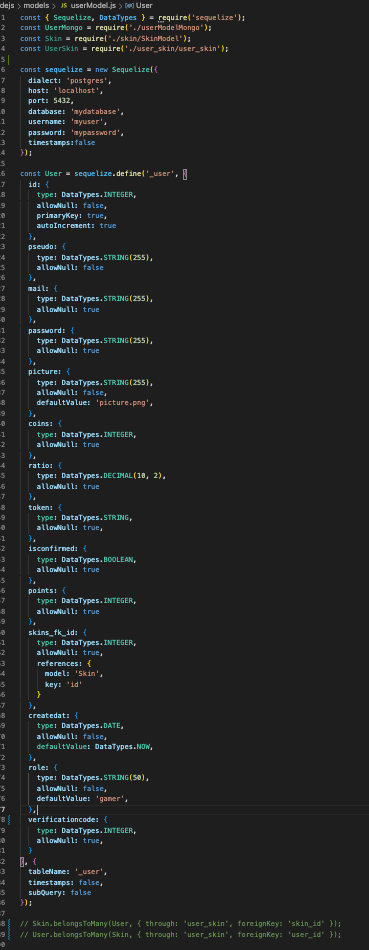 dejs > models > JS userModel.js > User
1 const { Sequelize, DataTypes } = require('sequelize');
2 const UserMongo = require('./userModelMongo');
3 const Skin = require('./skin/SkinModel');
4 const UserSkin = require('./user_skin/user_skin');
5
6 const sequelize = new Sequelize({
7 dialect: 'postgres',
8 host: 'localhost',
9 port: 5432,
10 database: 'mydatabase',
11 username: 'myuser',
12 password: 'mypassword',
13 timestamps:false
14 });
15
16 const User = sequelize.define('_user', {
17 id: {
18 type: DataTypes.INTEGER,
19 allowNull: false,
20 primaryKey: true,
21 autoIncrement: true
22 },
23 pseudo: {
24 type: DataTypes.STRING(255),
25 allowNull: false
26 },
27 mail: {
28 type: DataTypes.STRING(255),
29 allowNull: true
30 },
31 password: {
32 type: DataTypes.STRING(255),
33 allowNull: true
34 },
35 picture: {
36 type: DataTypes.STRING(255),
37 allowNull: false,
38 defaultValue: 'picture.png',
39 },
40 coins: {
41 type: DataTypes.INTEGER,
42 allowNull: true
43 },
44 ratio: {
45 type: DataTypes.DECIMAL(10, 2),
46 allowNull: true
47 },
48 token: {
49 type: DataTypes.STRING,
50 allowNull: true,
51 },
52 isconfirmed: {
53 type: DataTypes.BOOLEAN,
54 allowNull: true
55 },
56 points: {
57 type: DataTypes.INTEGER,
58 allowNull: true
59 },
60 skins_fk_id: {
61 type: DataTypes.INTEGER,
62 allowNull: true,
63 references: {
64 model: 'Skin',
65 key: 'id'
66 }
67 },
68 createdat: {
69 type: DataTypes.DATE,
70 allowNull: false,
71 defaultValue: DataTypes.NOW,
72 },
73 role: {
74 type: DataTypes.STRING(50),
75 allowNull: false,
76 defaultValue: 'gamer',
77 },
78 verificationcode: {
79 type: DataTypes.INTEGER,
80 allowNull: true,
81 }
82 }, {
83 tableName: '_user',
84 timestamps: false,
85 subQuery: false
86 });
87
88 // Skin.belongsToMany(User, { through: 'user_skin', foreignKey: 'skin_id' });
89 // User.belongsToMany(Skin, { through: 'user_skin', foreignKey: 'user_id' });
90